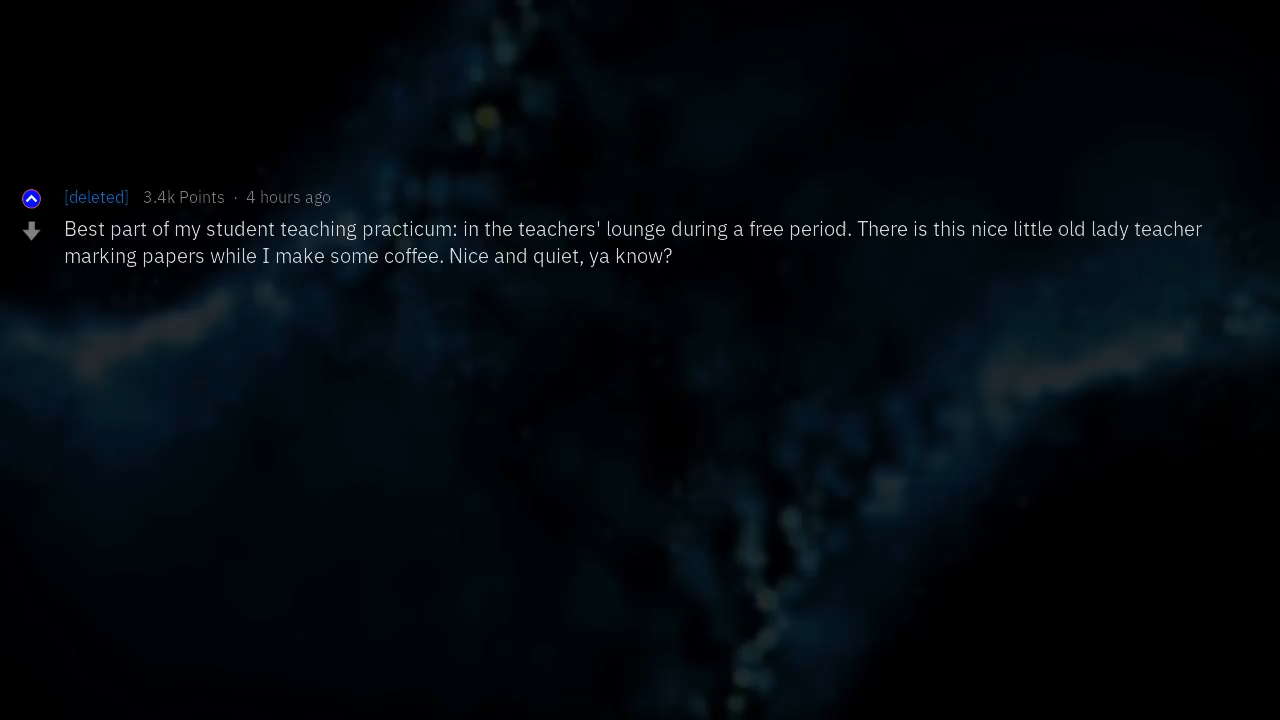 [deleted] 3.4k Points · 4 hours ago
Best part of my student teaching practicum: in the teachers' lounge during a free period. There is this nice little old lady teacher
marking papers while I make some coffee. Nice and quiet, ya know?